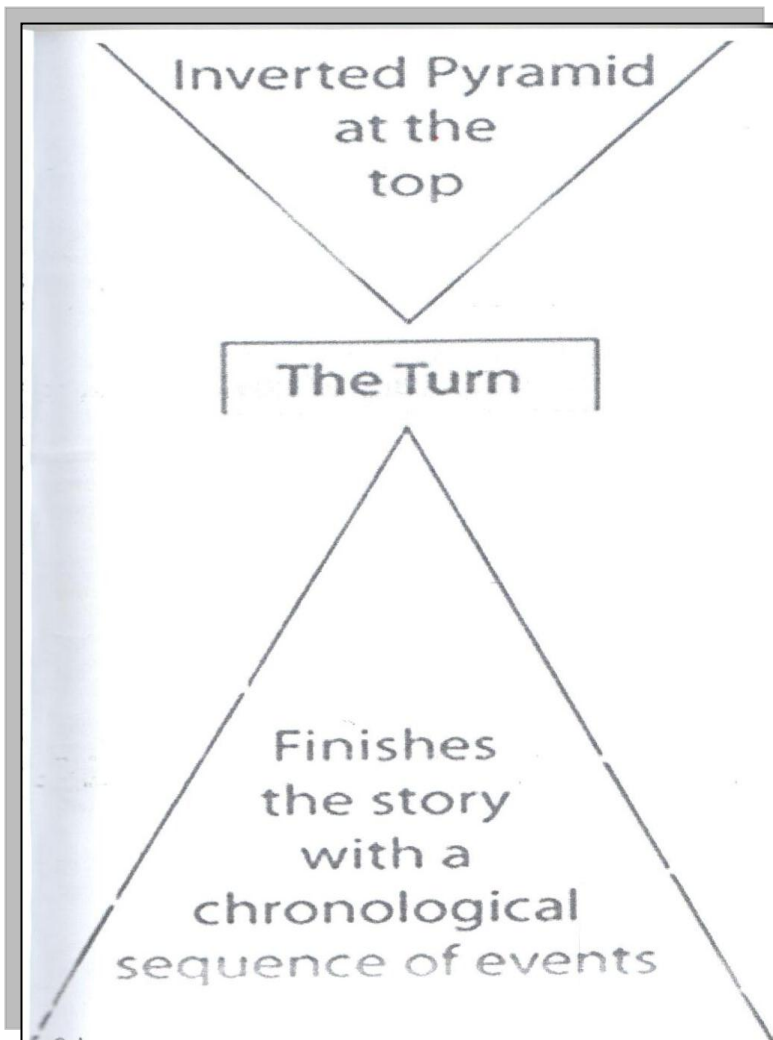 Inverted Pyramid
at the
top
The Turn
Finishes
the story
with a
chronological
sequence of events